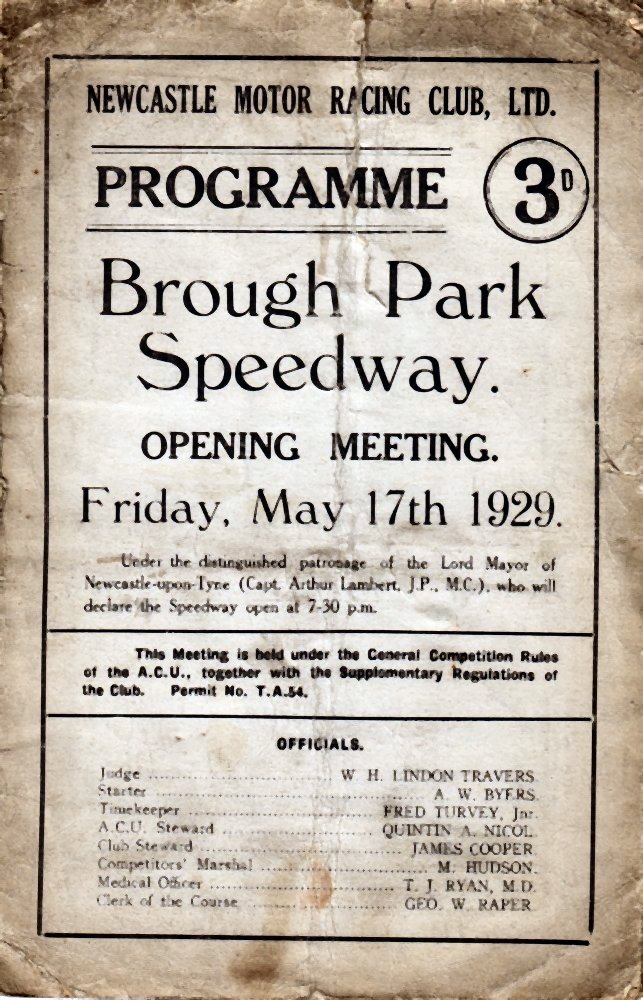 NEWCASTLE MOTOR RACING CLUB, LTD.
PROGRAMME 3D
Brough Park
Speedway.
OPENING MEETING.
Friday, May 17th 1929.
Under the distinguished patronage of the Lord Mayor of
Newcastle-upon-Tyne (Capt. Arthur Lambert, J.P., M.C.), who will
declare the Speedway open at 7-30 p.m.
This Meeting is held under the General Competition Rules
of the A.C.U., together with the Supplementary Regulations of
the Club. Permit No. T.A.54.
OFFICIALS.
Judge .............................. W. H. LINDON TRAVERS.
Starter .............................. A. W. BYERS.
Timekeeper .............................. FRED TURVEY, Jnr.
A.C.U. Steward .............................. QUINTIN A. NICOL.
Club Steward .............................. JAMES COOPER.
Competitors' Marshal .............................. M. HUDSON.
Medical Officer .............................. T. J. RYAN, M.D.
Clerk of the Course .............................. GEO. W. RAPER.